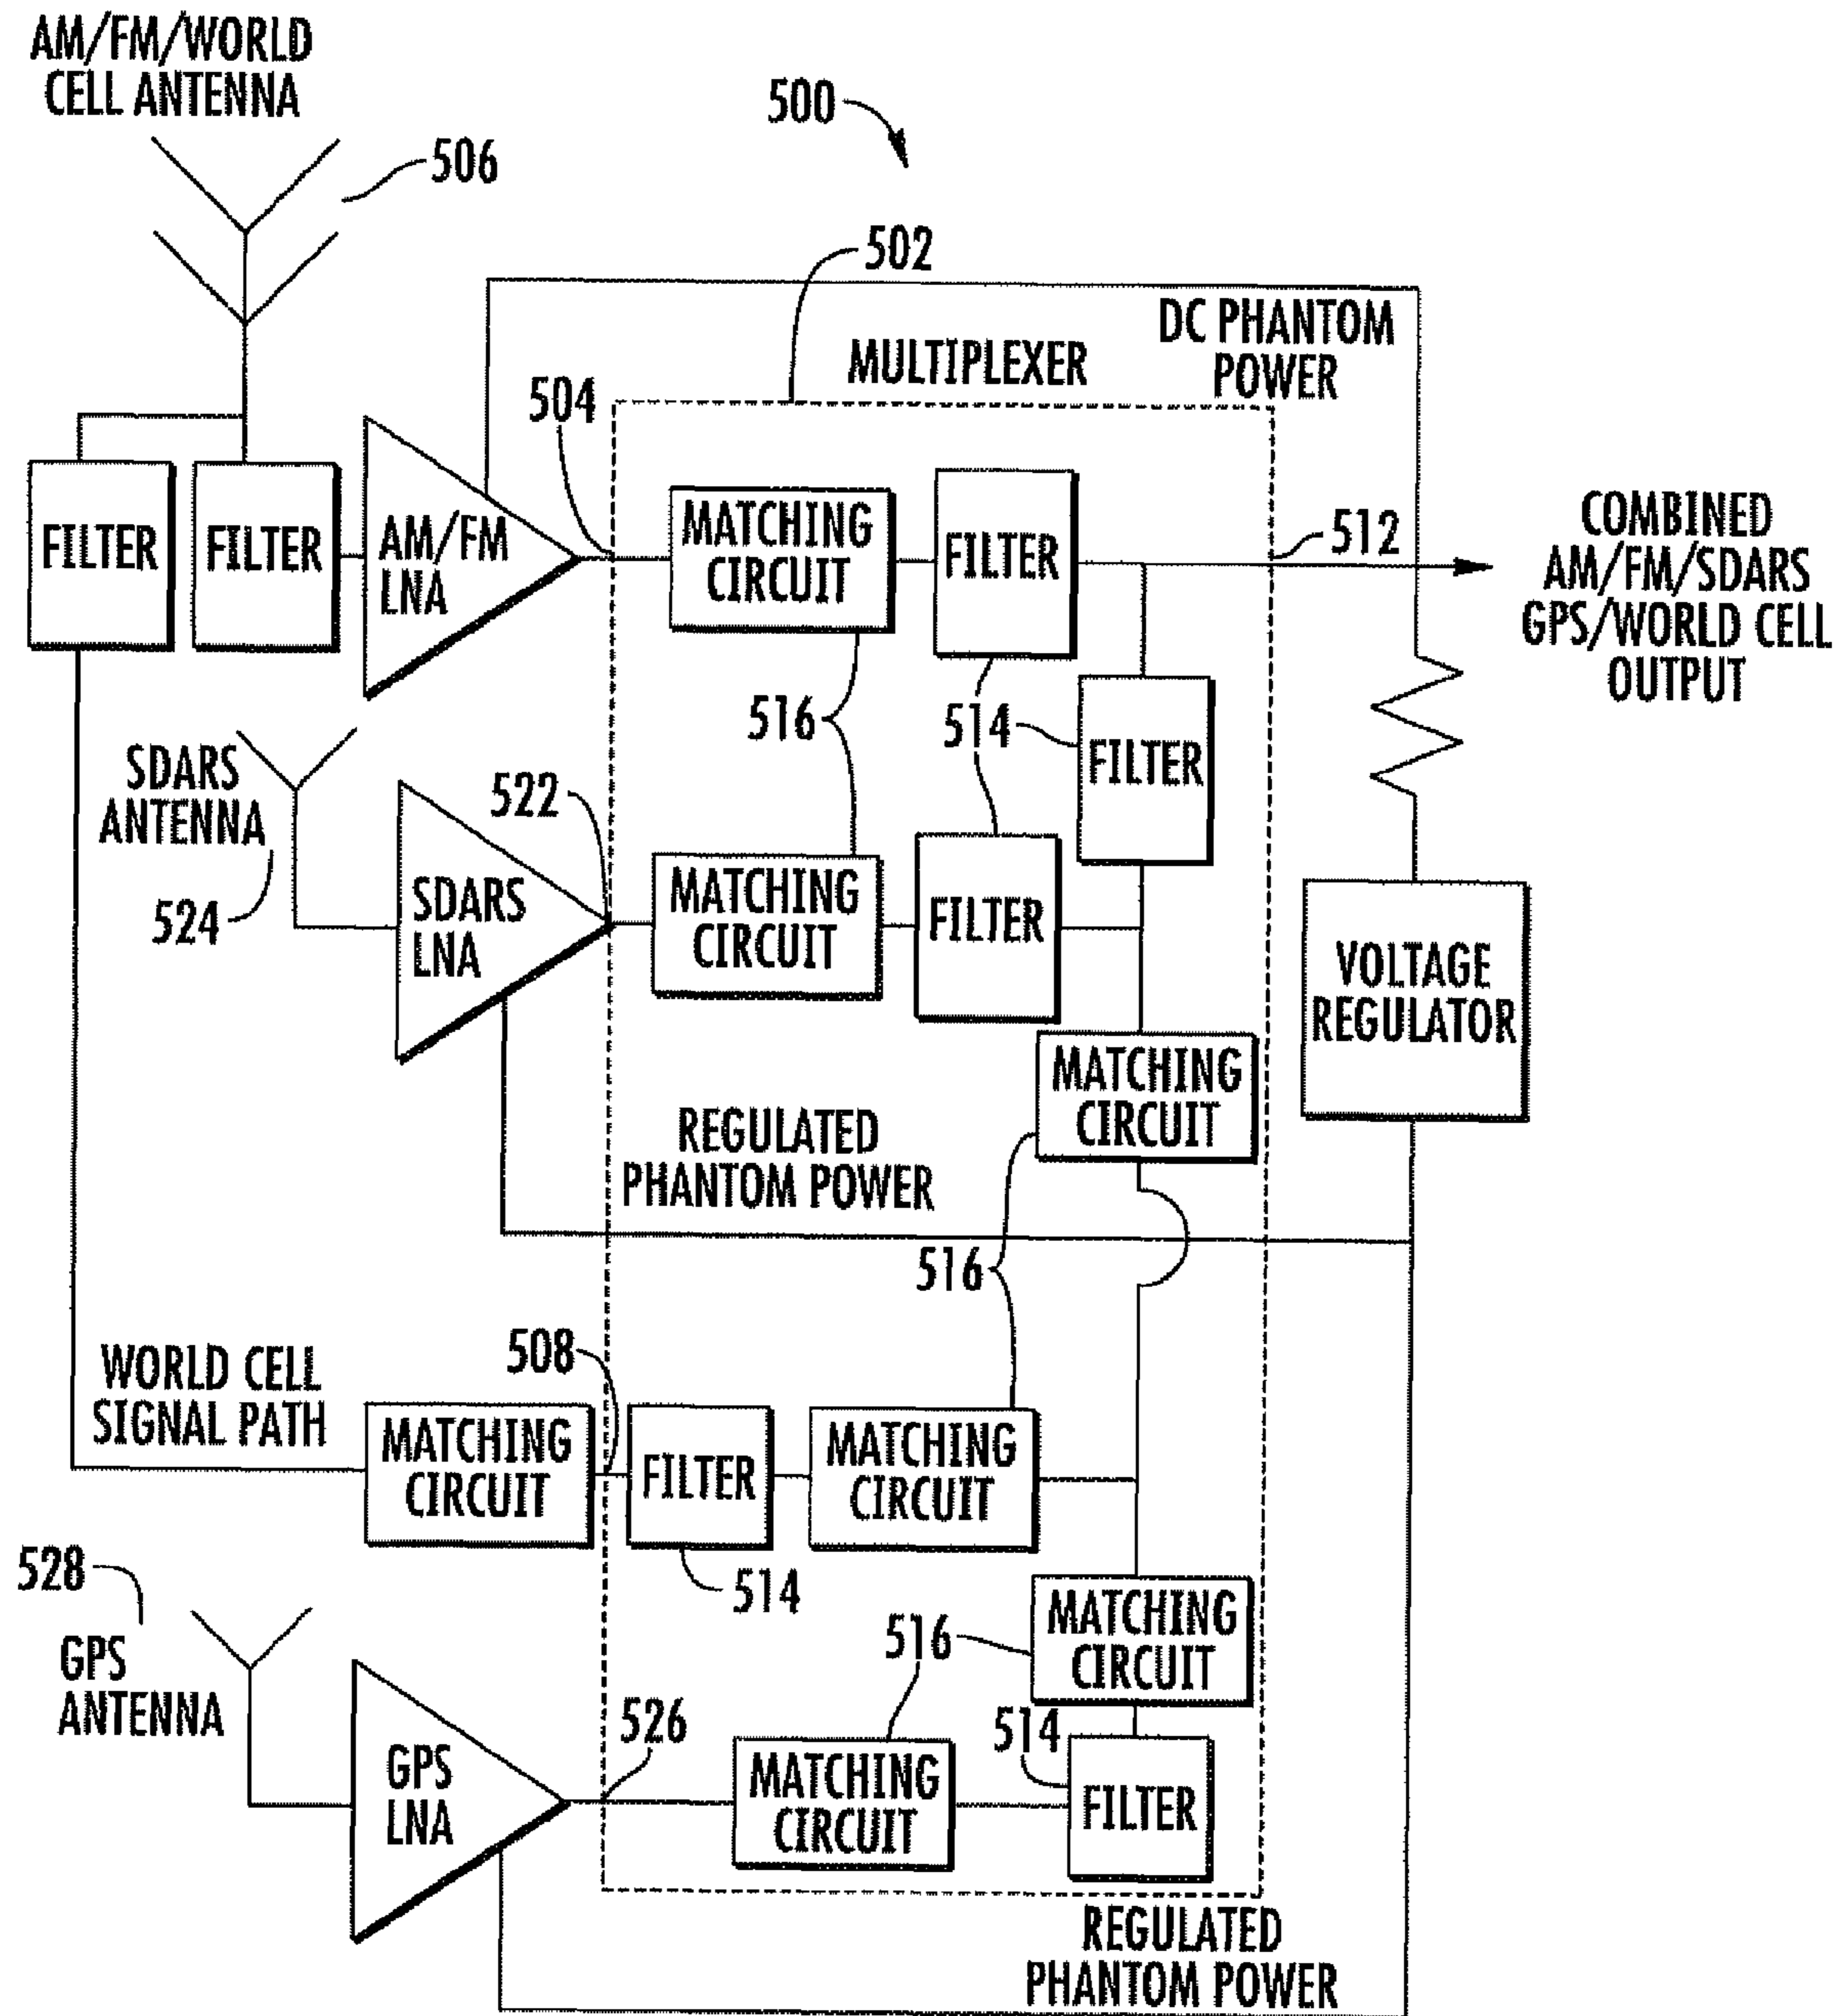 AM/FM/WORLD
CELL ANTENNA
500
506
502
DC PHANTOM
POWER
MULTIPLEXER
504
FILTER
FILTER
AM/FM
LNA
MATCHING
CIRCUIT
FILTER
512
COMBINED
AM/FM/SDARS
GPS/WORLD CELL
OUTPUT
516
514
FILTER
SDARS
ANTENNA
524
522
SDARS
LNA
MATCHING
CIRCUIT
FILTER
VOLTAGE
REGULATOR
MATCHING
CIRCUIT
REGULATED
PHANTOM POWER
516
508
WORLD CELL
SIGNAL PATH
MATCHING
CIRCUIT
FILTER
MATCHING
CIRCUIT
514
528
GPS
ANTENNA
MATCHING
CIRCUIT
516
526
514
GPS
LNA
MATCHING
CIRCUIT
FILTER
REGULATED
PHANTOM POWER